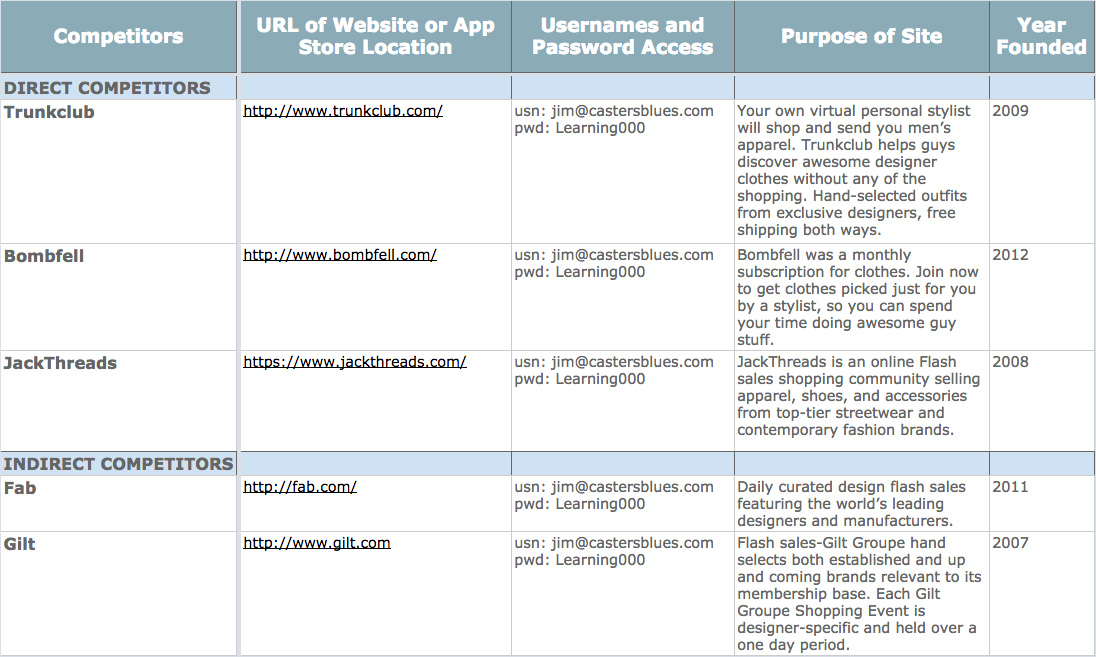 Competitors
URL of Website or App
Store Location
Usernames and
Password Access
Purpose of Site
Year
Founded
DIRECT COMPETITORS
Trunkclub
http://www.trunkclub.com/
usn: jim@castersblues.com
pwd: Learning000
Your own virtual personal stylist
will shop and send you men’s
apparel. Trunkclub helps guys
discover awesome designer
clothes without any of the
shopping. Hand-selected outfits
from exclusive designers, free
shipping both ways.
2009
Bombfell
http://www.bombfell.com/
usn: jim@castersblues.com
pwd: Learning000
Bombfell was a monthly
subscription for clothes. Join now
to get clothes picked just for you
by a stylist, so you can spend
your time doing awesome guy
stuff.
2012
JackThreads
https://www.jackthreads.com/
usn: jim@castersblues.com
pwd: Learning000
JackThreads is an online Flash
sales shopping community selling
apparel, shoes, and accessories
from top-tier streetwear and
contemporary fashion brands.
2008
INDIRECT COMPETITORS
Fab
http://fab.com/
usn: jim@castersblues.com
pwd: Learning000
Daily curated design flash sales
featuring the world’s leading
designers and manufacturers.
2011
Gilt
http://www.gilt.com
usn: jim@castersblues.com
pwd: Learning000
Flash sales-Gilt Groupe hand
selects both established and up
and coming brands relevant to its
membership base. Each Gilt
Groupe Shopping Event is
designer-specific and held over a
one day period.
2007